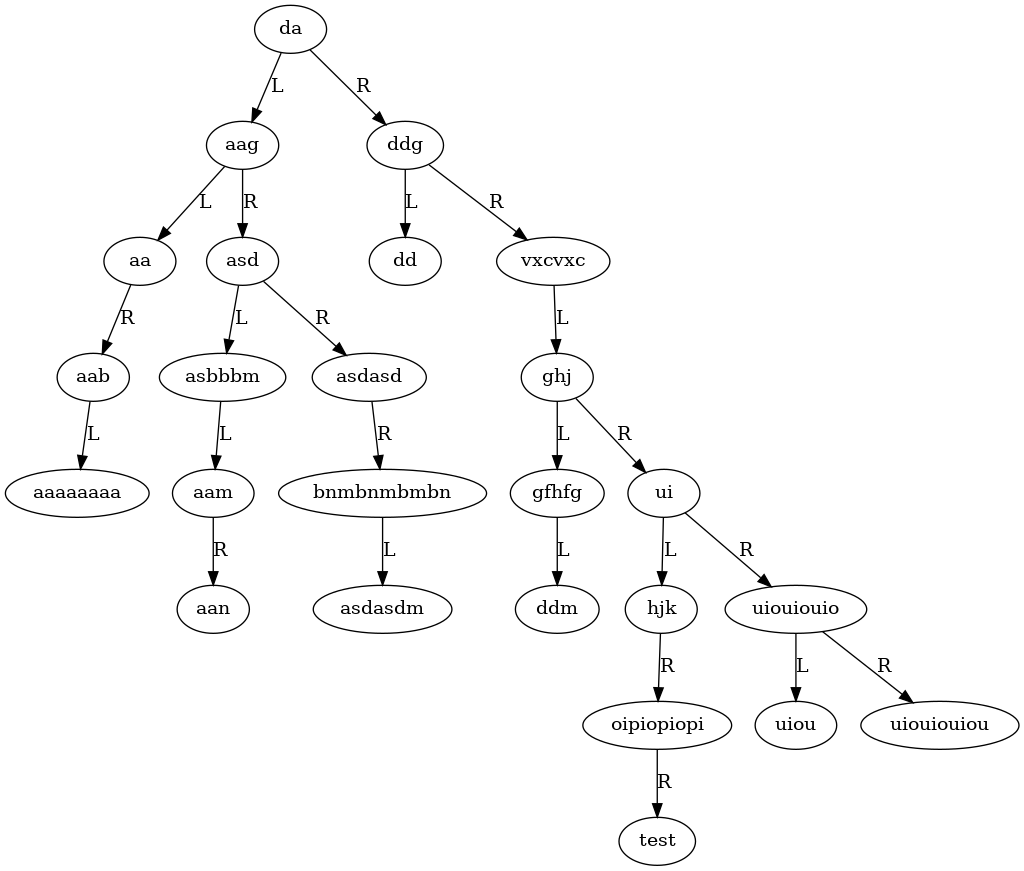 da
L R
aag ddg
L R L R
aa asd dd vxcvxc
R L R L
aab asbbbm asdasd ghj
L L R L R
aaaaaaaa aam bnmbnmbmbn gfhfg ui
R L L L R
aan asdasdm ddm hjk uiouiouio
R L R
oipiopiopi uiou uiouiouiou
R
test